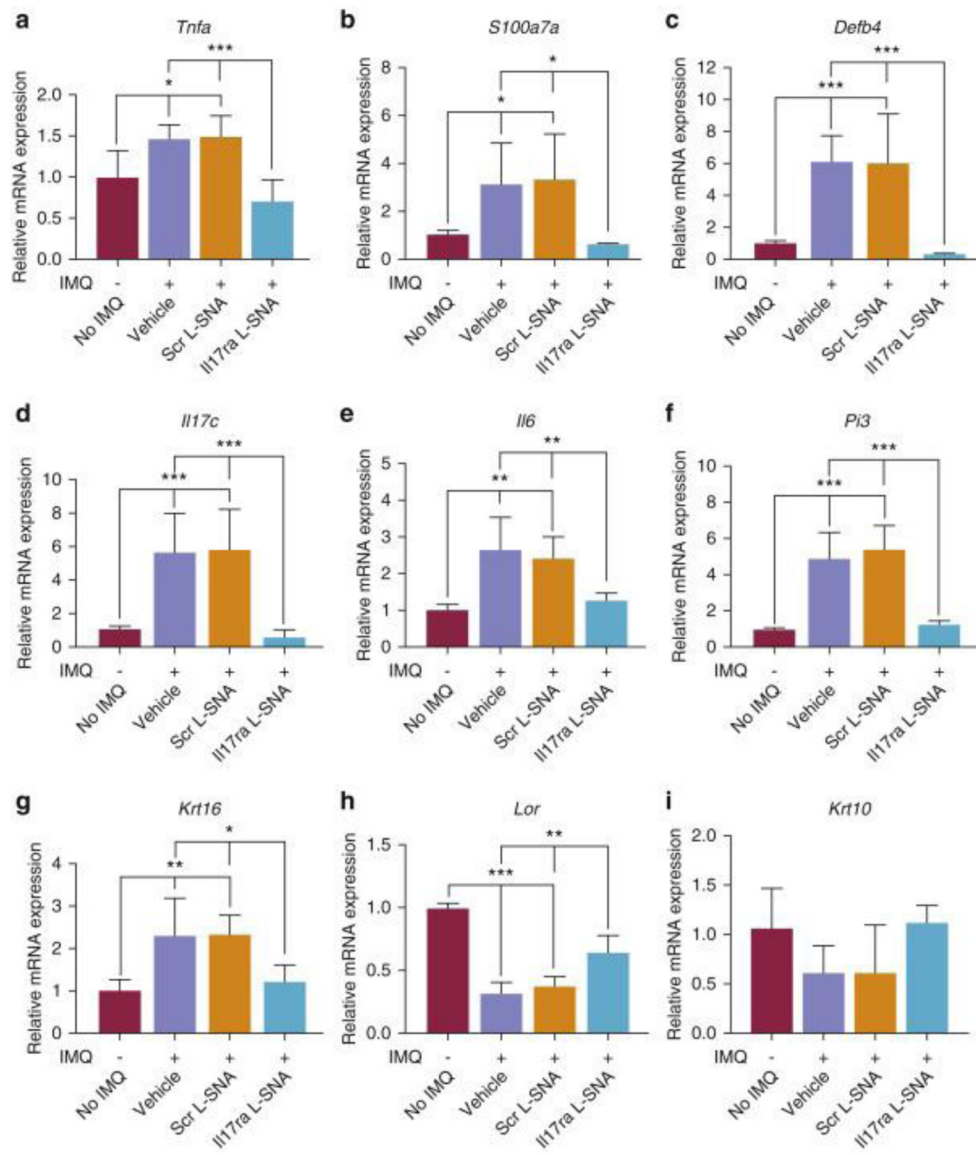 a
Tnfa
Relative mRNA expression
2.0
1.5
1.0
0.5
0.0
*
***
IMQ - + + +
No IMQ
Vehicle
Scr L-SNA
Il17ra L-SNA
b
S100a7a
Relative mRNA expression
8
6
4
2
0
*
*
IMQ - + + +
No IMQ
Vehicle
Scr L-SNA
Il17ra L-SNA
c
Defb4
Relative mRNA expression
12
10
8
6
4
2
0
***
***
IMQ - + + +
No IMQ
Vehicle
Scr L-SNA
Il17ra L-SNA
d
Il17c
Relative mRNA expression
10
8
6
4
2
0
***
***
IMQ - + + +
No IMQ
Vehicle
Scr L-SNA
Il17ra L-SNA
e
Il6
Relative mRNA expression
5
4
3
2
1
0
**
**
IMQ - + + +
No IMQ
Vehicle
Scr L-SNA
Il17ra L-SNA
f
Pi3
Relative mRNA expression
10
8
6
4
2
0
***
***
IMQ - + + +
No IMQ
Vehicle
Scr L-SNA
Il17ra L-SNA
g
Krt16
Relative mRNA expression
4
3
2
1
0
**
*
IMQ - + + +
No IMQ
Vehicle
Scr L-SNA
Il17ra L-SNA
h
Lor
Relative mRNA expression
1.5
1.0
0.5
0.0
***
**
IMQ - + + +
No IMQ
Vehicle
Scr L-SNA
Il17ra L-SNA
i
Krt10
Relative mRNA expression
2.0
1.5
1.0
0.5
0.0
IMQ - + + +
No IMQ
Vehicle
Scr L-SNA
Il17ra L-SNA